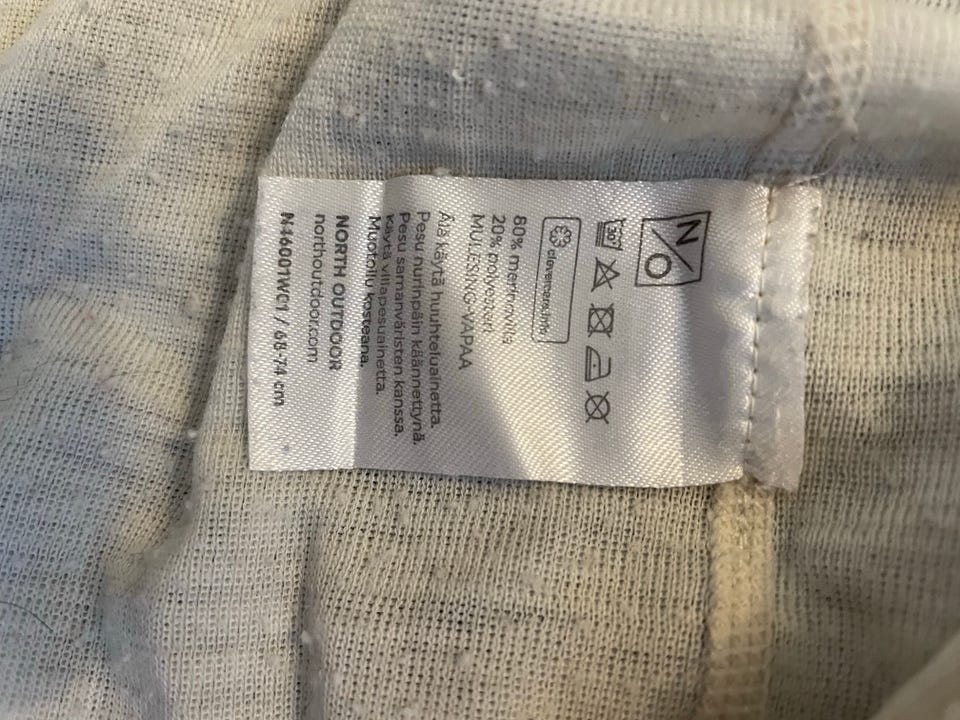 N/O
30°
clevercare.info
80% merinovilla
20% polyesteri
MULESING-VAPAA
Älä käytä huuhteluainetta.
Pesu nurinpäin käännettynä.
Pesu samanväristen kanssa.
Käytä villapesuainetta.
Muotoilu kosteana.
NORTH OUTDOOR
northoutdoor.com
N46001WC1 / 68-74 cm